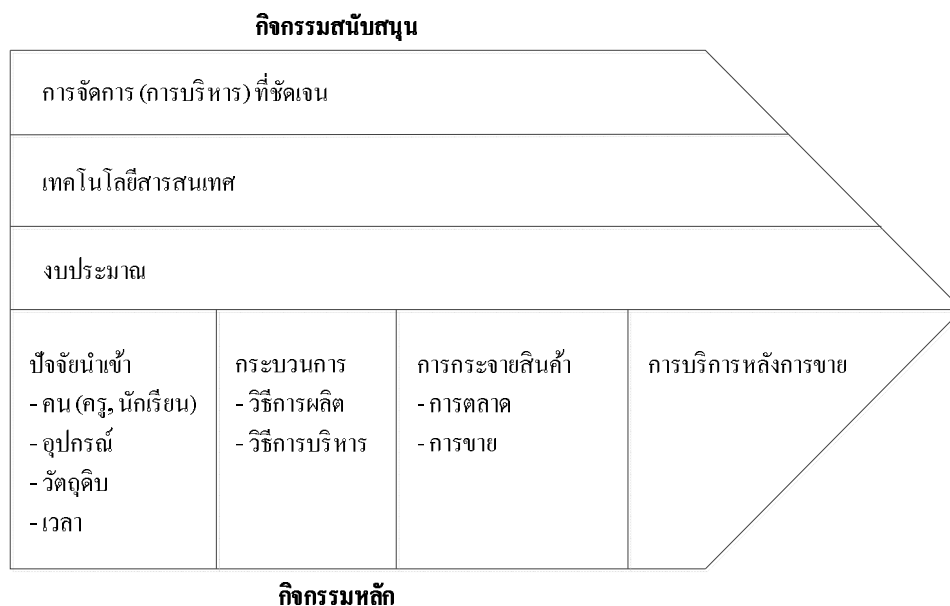 กิจกรรมสนับสนุน
การจัดการ (การบริหาร) ที่ชัดเจน
เทคโนโลยีสารสนเทศ
งบประมาณ
ปัจจัยนำเข้า
- คน (ครู, นักเรียน)
- อุปกรณ์
- วัตถุดิบ
- เวลา
กระบวนการ
- วิธีการผลิต
- วิธีการบริหาร
การกระจายสินค้า
- การตลาด
- การขาย
การบริการหลังการขาย
กิจกรรมหลัก